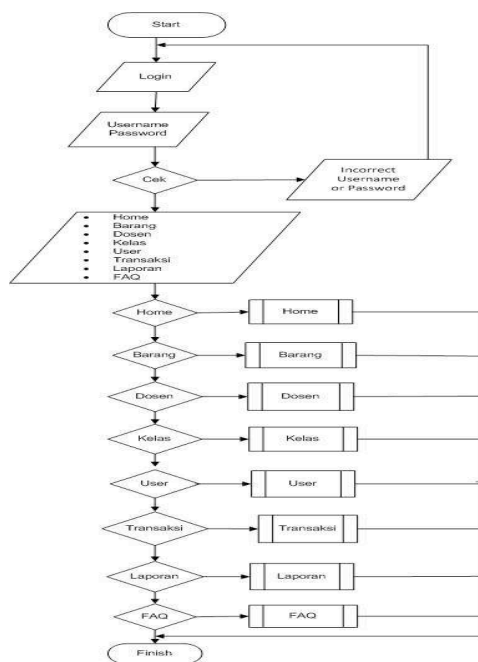 Start
Login
Username
Password
Cek
Incorrect
Username
or Password
• Home
• Barang
• Dosen
• Kelas
• User
• Transaksi
• Laporan
• FAQ
Home
Home
Barang
Barang
Dosen
Dosen
Kelas
Kelas
User
User
Transaksi
Transaksi
Laporan
Laporan
FAQ
FAQ
Finish